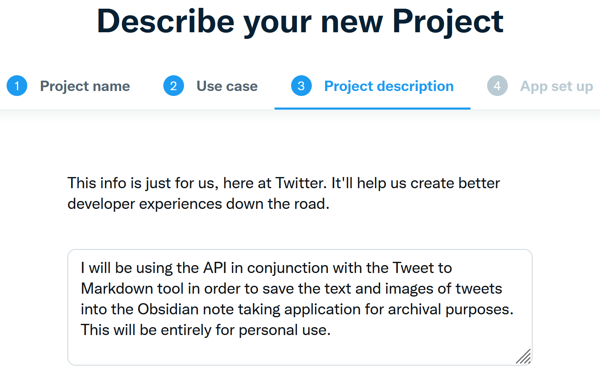 Describe your new Project
1 Project name 2 Use case 3 Project description 4 App set up
This info is just for us, here at Twitter. It'll help us create better
developer experiences down the road.
I will be using the API in conjunction with the Tweet to
Markdown tool in order to save the text and images of tweets
into the Obsidian note taking application for archival purposes.
This will be entirely for personal use.